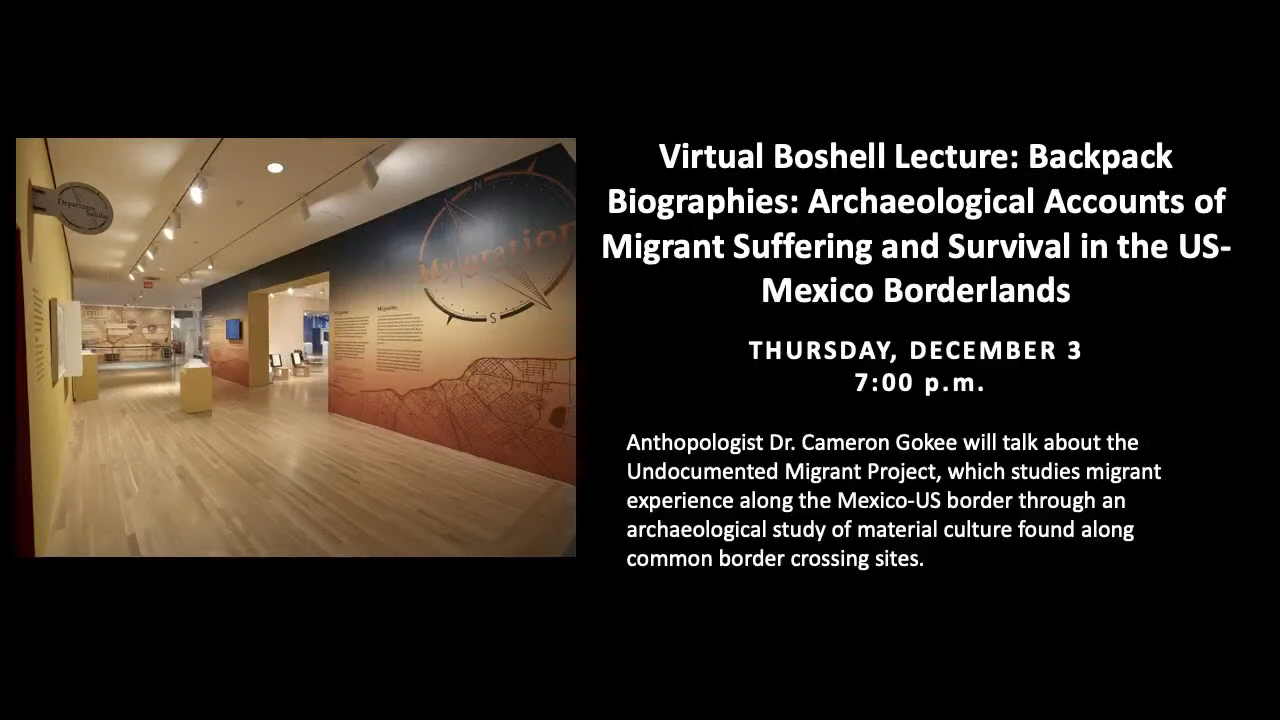 Departures
Salidas
Migration
N
S
Virtual Boshell Lecture: Backpack
Biographies: Archaeological Accounts of
Migrant Suffering and Survival in the US-
Mexico Borderlands
THURSDAY, DECEMBER 3
7:00 p.m.
Anthopologist Dr. Cameron Gokee will talk about the
Undocumented Migrant Project, which studies migrant
experience along the Mexico-US border through an
archaeological study of material culture found along
common border crossing sites.